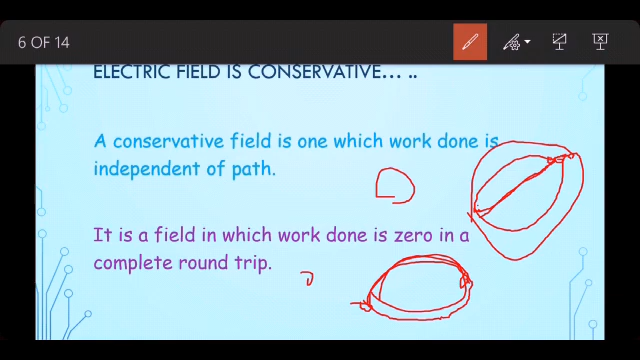 6 OF 14
ELECTRIC FIELD IS CONSERVATIVE... ..
A conservative field is one which work done is
independent of path.
It is a field in which work done is zero in a
complete round trip.